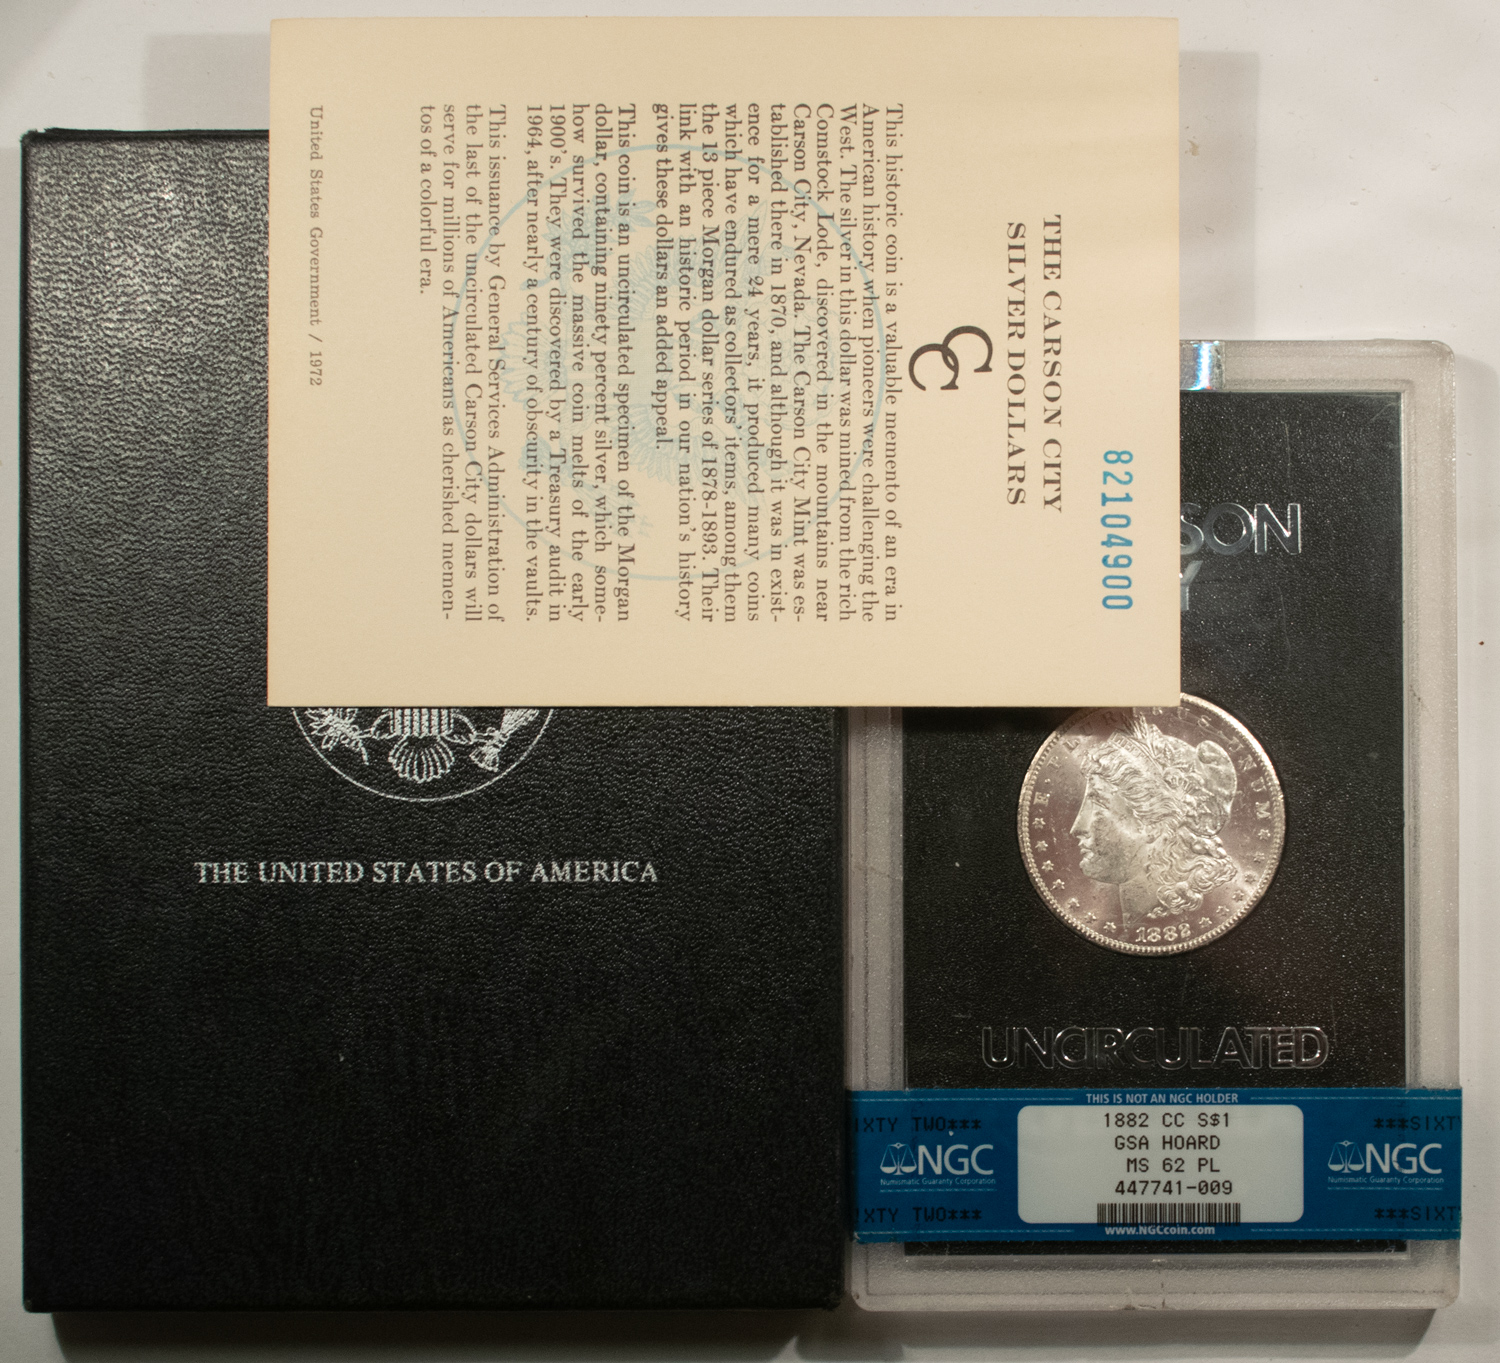 82104900
THE CARSON CITY
SILVER DOLLARS
This historic coin is a valuable memento of an era in
American history when pioneers were challenging the
West. The silver in this dollar was mined from the rich
Comstock Lode, discovered in the mountains near
Carson City, Nevada. The Carson City Mint was es-
tablished there in 1870, and although it was in exist-
ence for a mere 24 years, it produced many coins
which have endured as collectors' items, among them
the 13 piece Morgan dollar series of 1878-1893. Their
link with an historic period in our nation's history
gives these dollars an added appeal.
This coin is an uncirculated specimen of the Morgan
dollar, containing ninety percent silver, which some-
how survived the massive coin melts of the early
1900's. They were discovered by a Treasury audit in
1964, after nearly a century of obscurity in the vaults.
This issuance by General Services Administration of
the last of the uncirculated Carson City dollars will
serve for millions of Americans as cherished memen-
tos of a colorful era.
United States Government / 1972
THE UNITED STATES OF AMERICA
SON
Y
E PLURIBUS UNUM
1882
UNCIRCULATED
THIS IS NOT AN NGC HOLDER
IXTY TWO*** ***SIXTY
1882 CC S$1
GSA HOARD
MS 62 PL
447741-009
NGC
Numismatic Guaranty Corporation
NGC
Numismatic Guaranty Corporation
IXTY TWO*** ***SIXT
www.NGCcoin.com